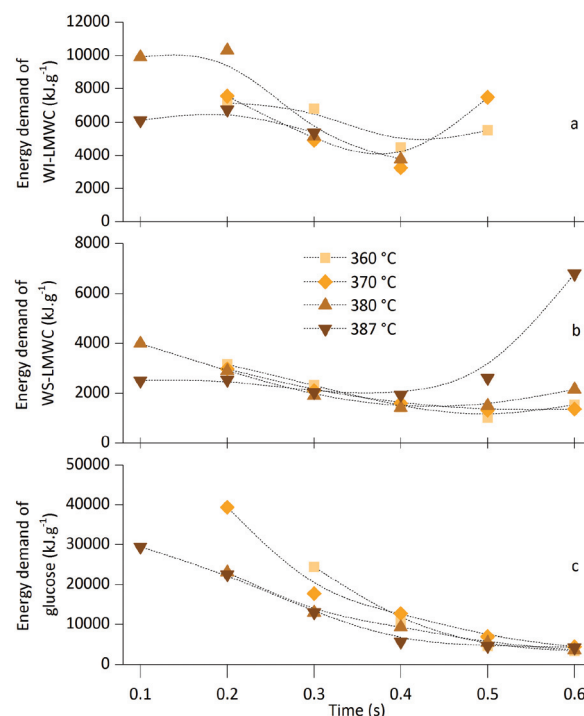 Energy demand of
WI-LMWC (kJ.g⁻¹)
12000
10000
8000
6000
4000
2000
0
a
Energy demand of
WS-LMWC (kJ.g⁻¹)
8000
6000
4000
2000
0
360 °C
370 °C
380 °C
387 °C
b
Energy demand of
glucose (kJ.g⁻¹)
50000
40000
30000
20000
10000
0
c
0.1 0.2 0.3 0.4 0.5 0.6
Time (s)